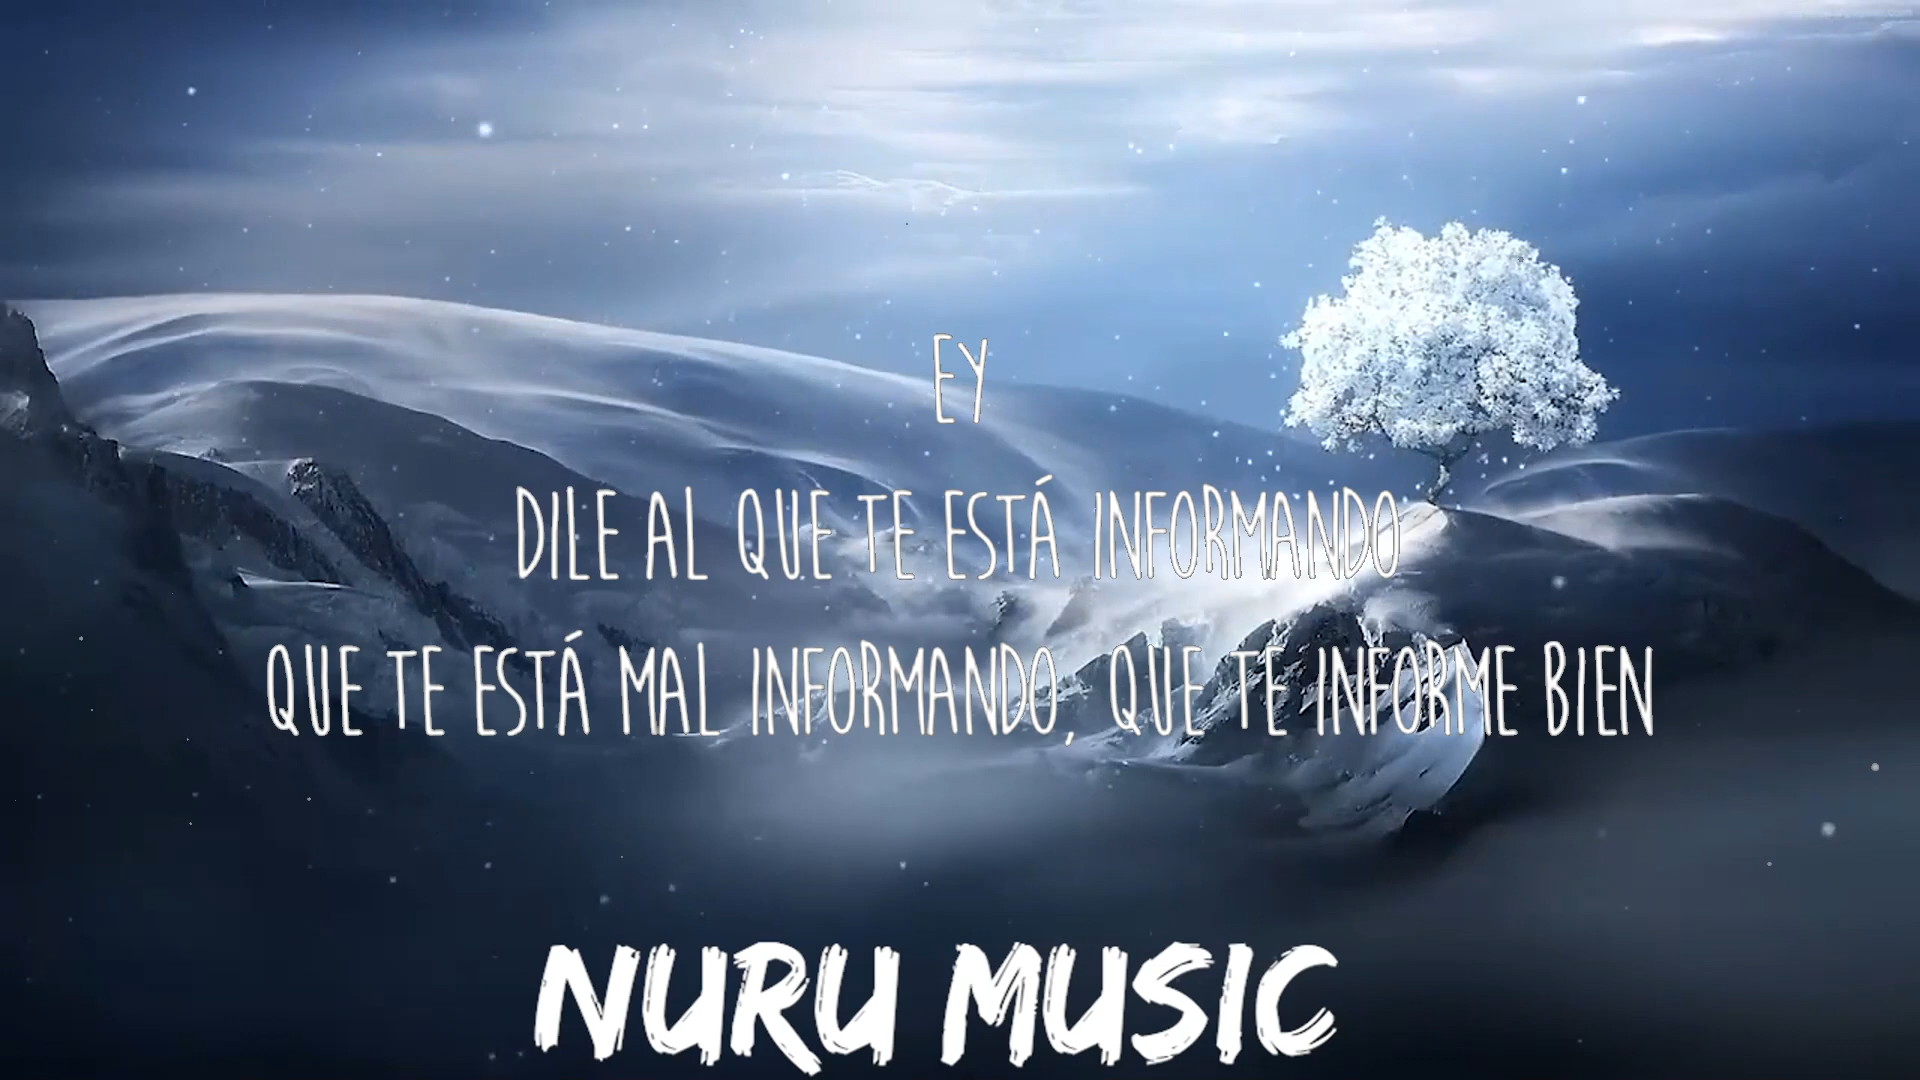 EY
DILE AL QUE TE ESTÁ INFORMANDO
QUE TE ESTÁ MAL INFORMANDO, QUE TE INFORME BIEN
NURU MUSIC